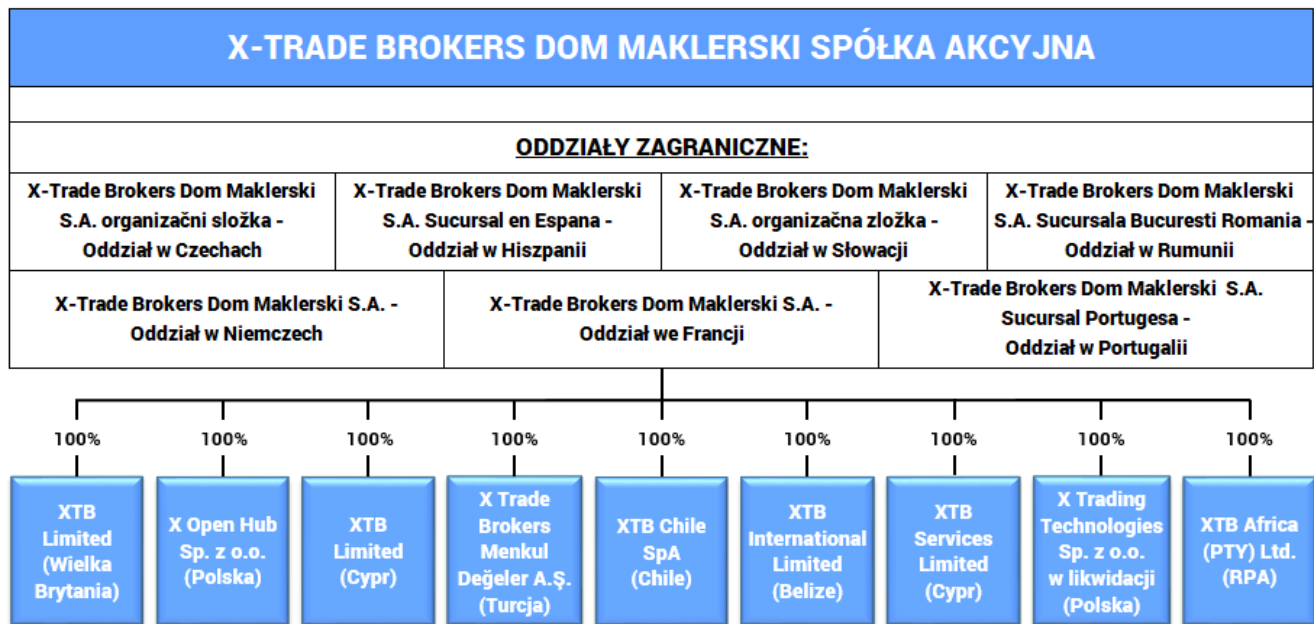 X-TRADE BROKERS DOM MAKLERSKI SPÓŁKA AKCYJNA
ODDZIAŁY ZAGRANICZNE:
X-Trade Brokers Dom Maklerski
S.A. organizačni složka -
Oddział w Czechach
X-Trade Brokers Dom Maklerski
S.A. Sucursal en Espana -
Oddział w Hiszpanii
X-Trade Brokers Dom Maklerski
S.A. organizačna zložka -
Oddział w Słowacji
X-Trade Brokers Dom Maklerski
S.A. Sucursala Bucuresti Romania -
Oddział w Rumunii
X-Trade Brokers Dom Maklerski S.A. -
Oddział w Niemczech
X-Trade Brokers Dom Maklerski S.A. -
Oddział we Francji
X-Trade Brokers Dom Maklerski S.A.
Sucursal Portugesa -
Oddział w Portugalii
100%
100%
100%
100%
100%
100%
100%
100%
100%
XTB
Limited
(Wielka
Brytania)
X Open Hub
Sp. z o.o.
(Polska)
XTB
Limited
(Cypr)
X Trade
Brokers
Menkul
Değeler A.Ş.
(Turcja)
XTB Chile
SpA
(Chile)
XTB
International
Limited
(Belize)
XTB
Services
Limited
(Cypr)
X Trading
Technologies
Sp. z o.o.
w likwidacji
(Polska)
XTB Africa
(PTY) Ltd.
(RPA)